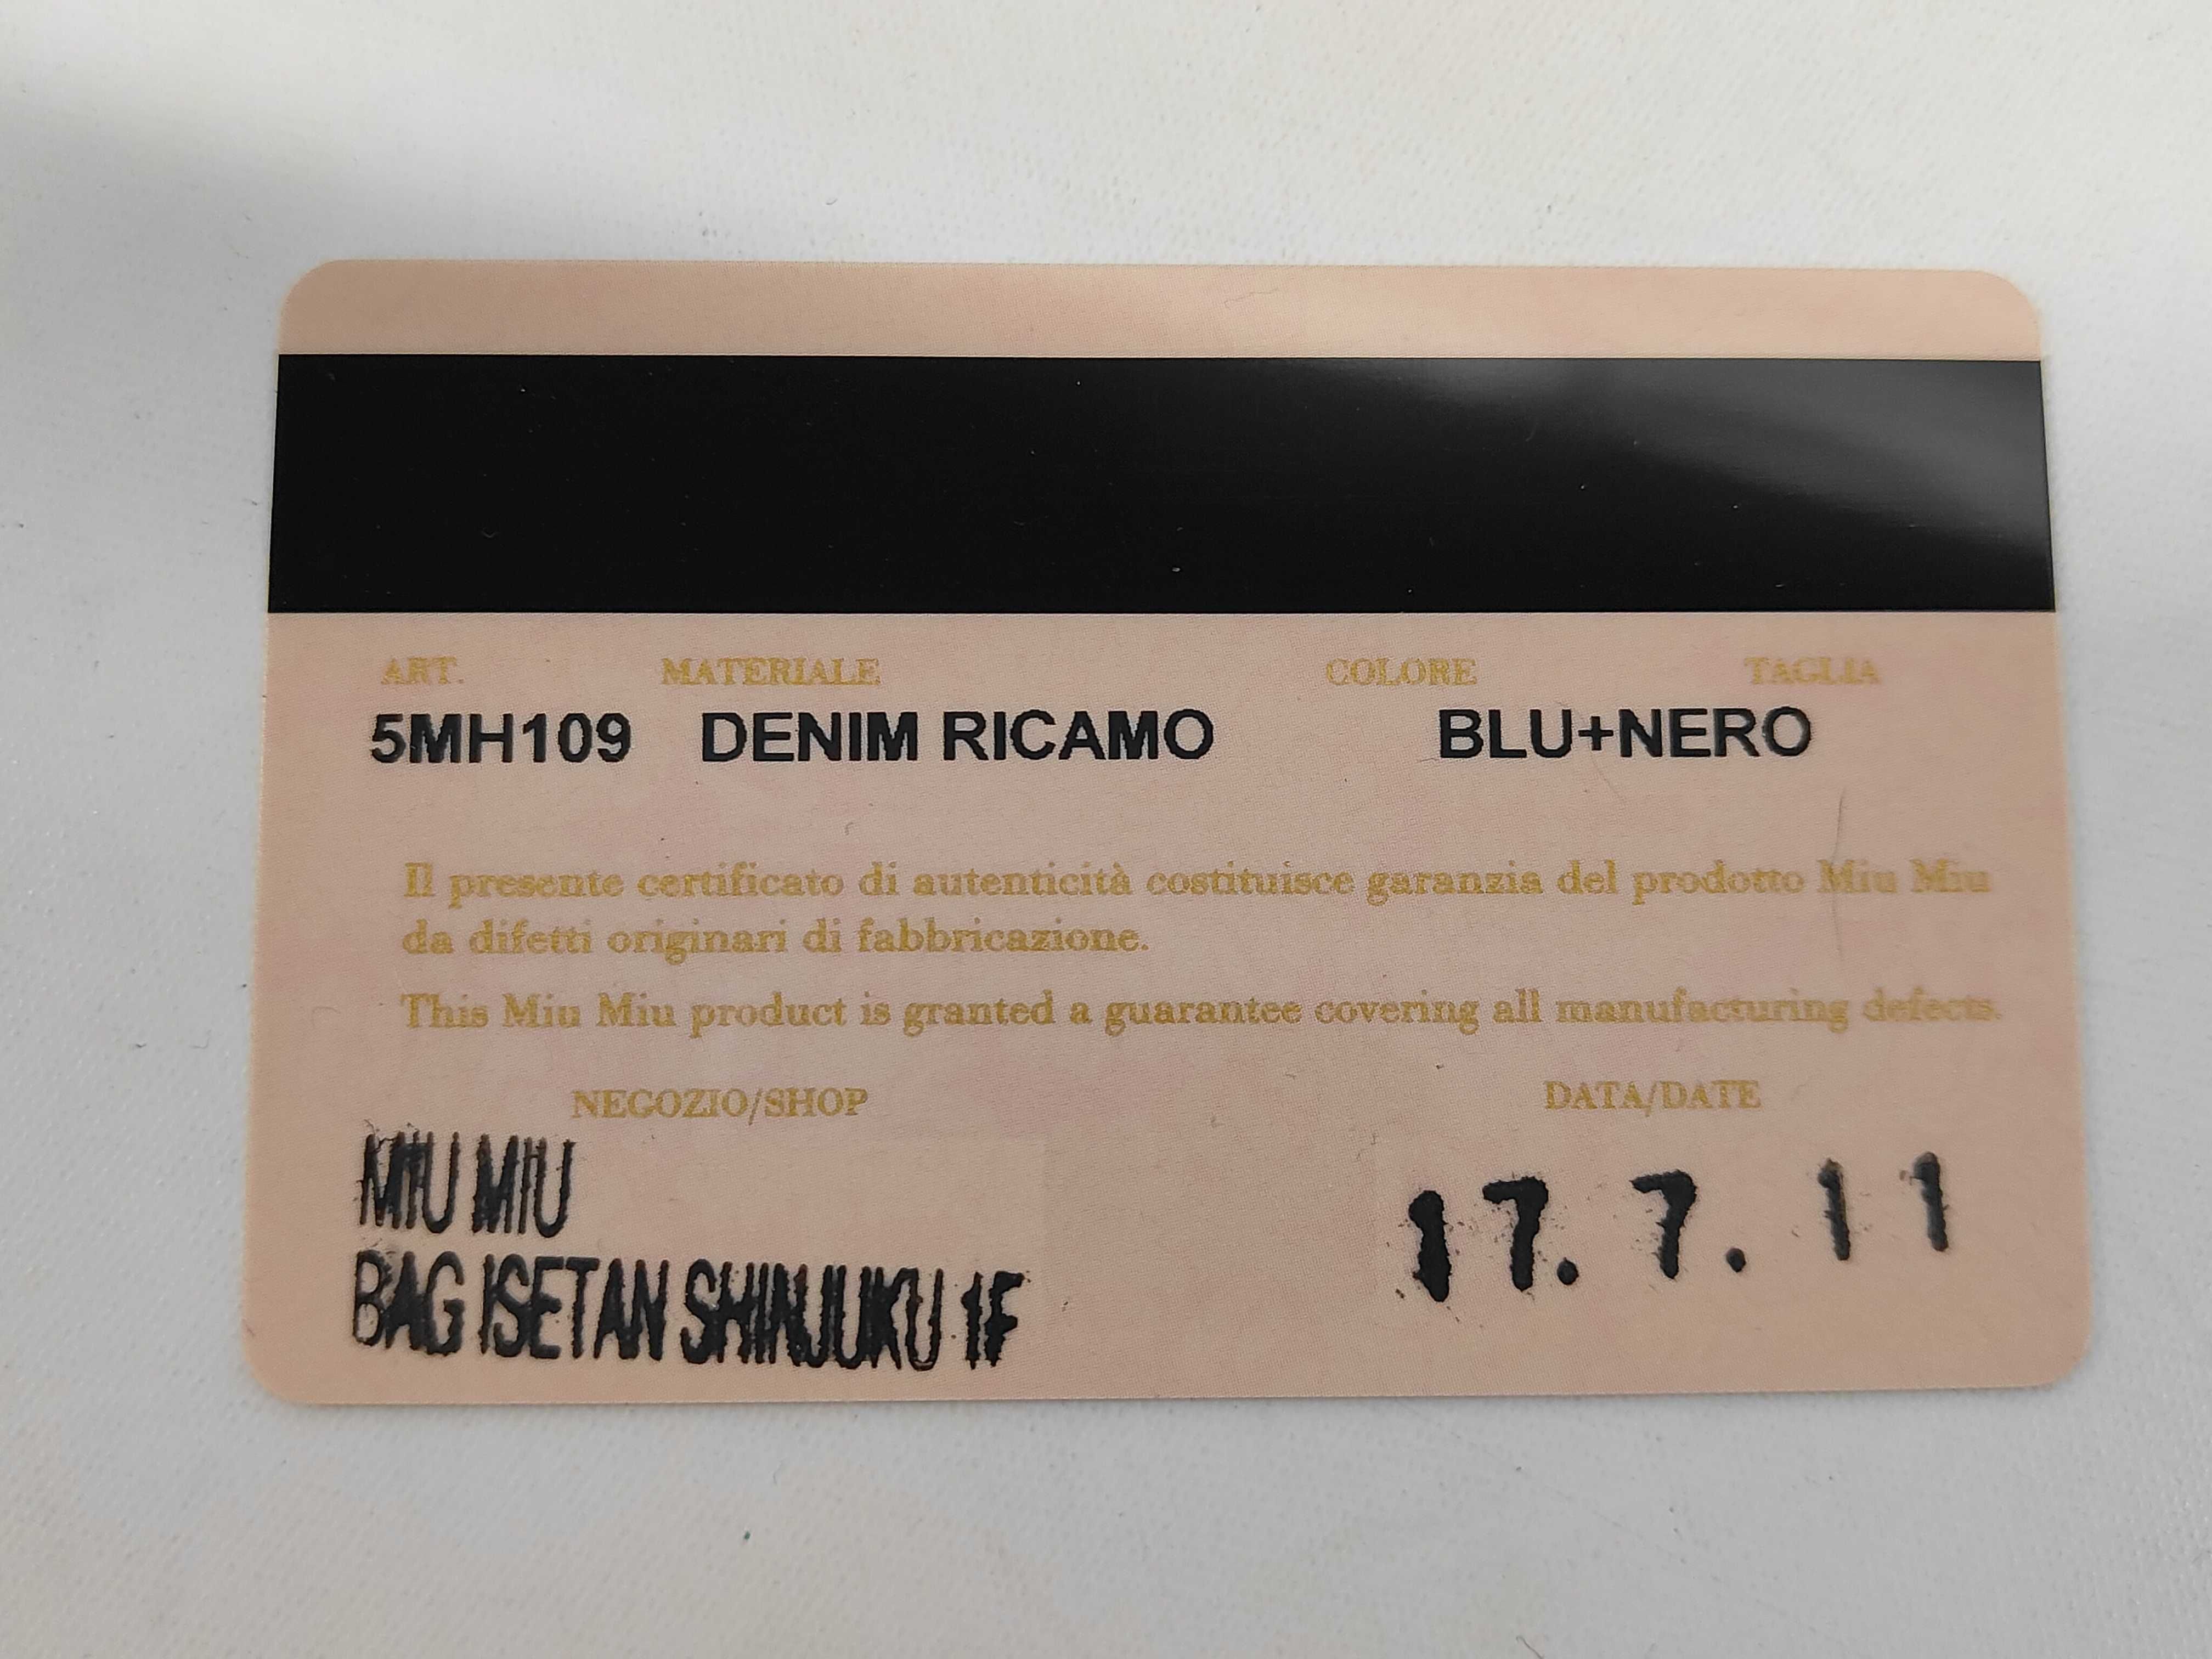 ART. MATERIALE COLORE TAGLIA
5MH109 DENIM RICAMO BLU+NERO
Il presente certificato di autenticità costituisce garanzia del prodotto Miu Miu
da difetti originari di fabbricazione.
This Miu Miu product is granted a guarantee covering all manufacturing defects.
NEGOZIO/SHOP DATA/DATE
MIU MIU
BAG ISETAN SHINJUKU 1F
17. 7. 11